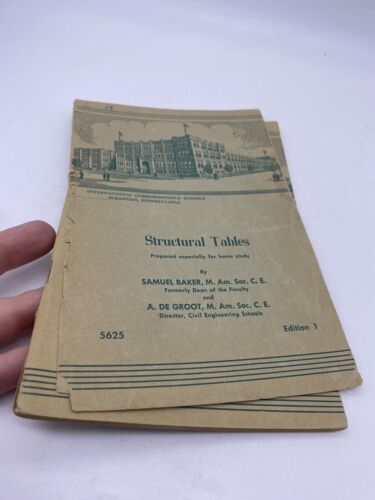 INTERNATIONAL CORRESPONDENCE SCHOOLS
SCRANTON, PENNSYLVANIA
Structural Tables
Prepared especially for home study
By
SAMUEL BAKER, M. Am. Soc. C. E.
Formerly Dean of the Faculty
and
A. DE GROOT, M. Am. Soc. C. E.
Director, Civil Engineering Schools
5625
Edition 1